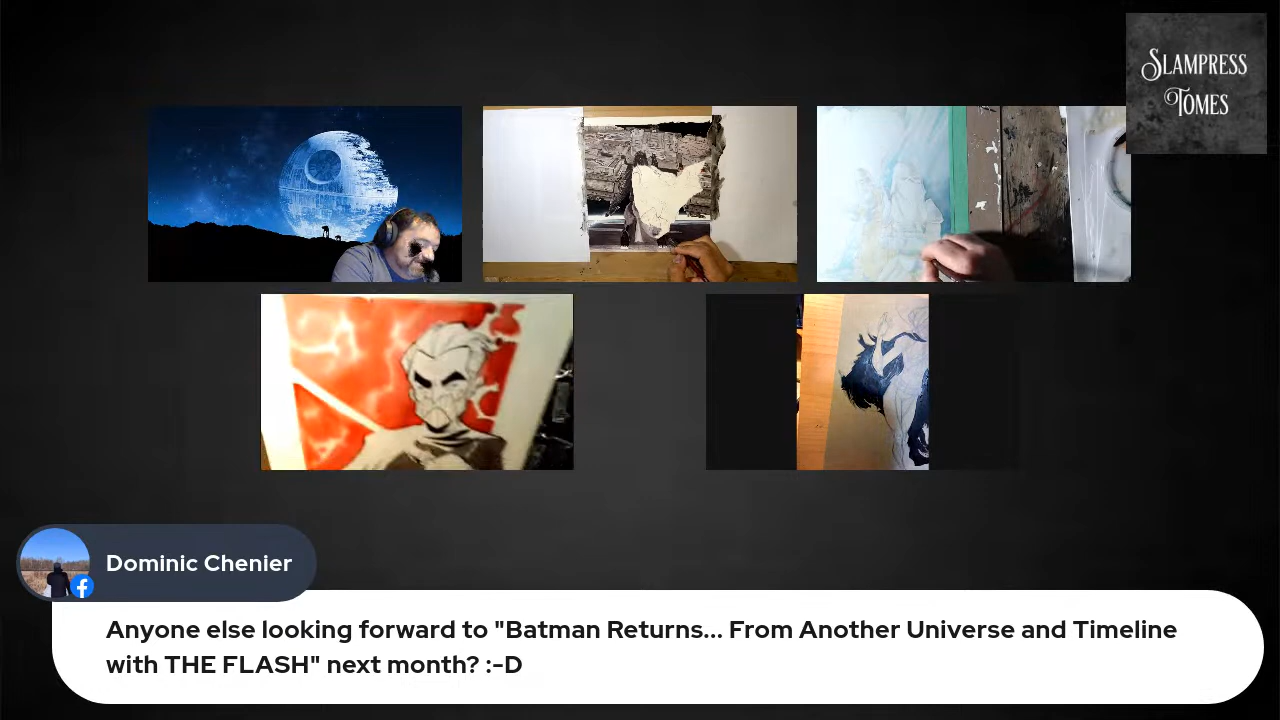 Slampress
Tomes
Dominic Chenier
Anyone else looking forward to "Batman Returns... From Another Universe and Timeline
with THE FLASH" next month? :-D